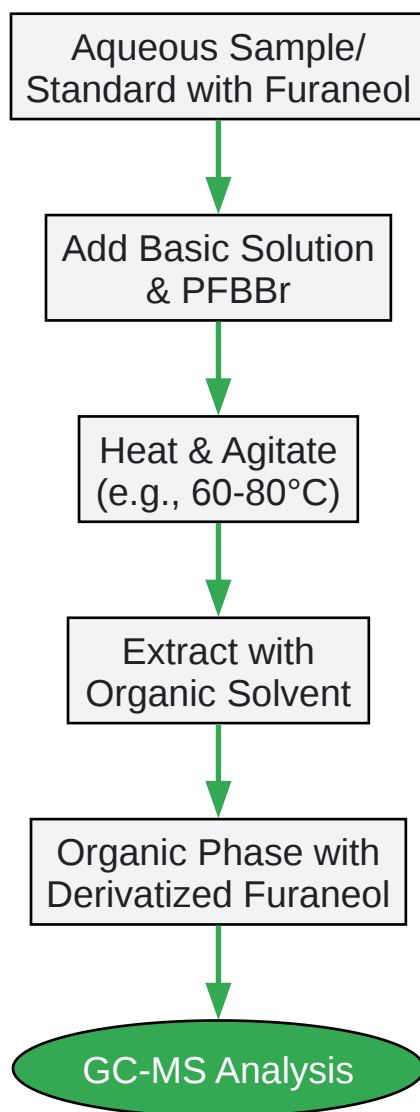 Aqueous Sample/
Standard with Furaneol
Add Basic Solution
& PFBBr
Heat & Agitate
(e.g., 60-80°C)
Extract with
Organic Solvent
Organic Phase with
Derivatized Furaneol
GC-MS Analysis